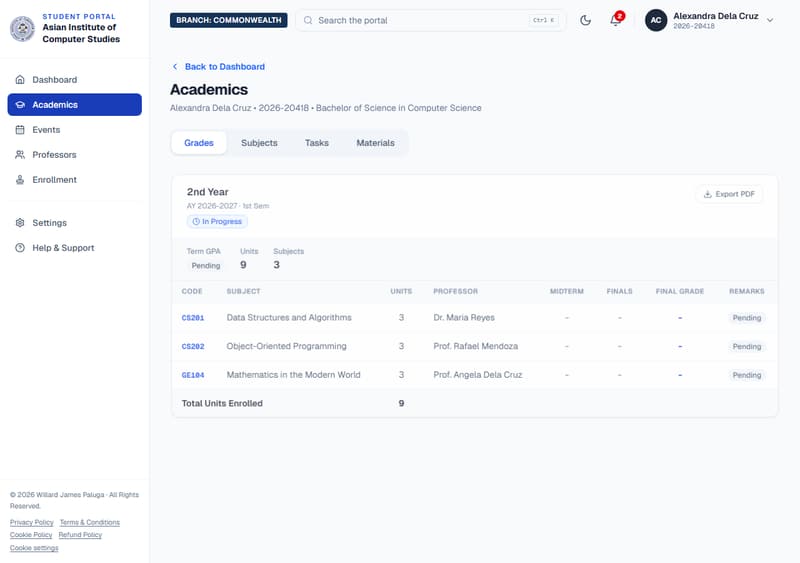 STUDENT PORTAL
Asian Institute of
Computer Studies
Dashboard
Academics
Events
Professors
Enrollment
Settings
Help & Support
© 2026 Willard James Paluga · All Rights
Reserved.
Privacy Policy Terms & Conditions
Cookie Policy Refund Policy
Cookie settings
BRANCH: COMMONWEALTH
Search the portal
Ctrl K
2
AC
Alexandra Dela Cruz
2026-20418
Back to Dashboard
Academics
Alexandra Dela Cruz • 2026-20418 • Bachelor of Science in Computer Science
Grades Subjects Tasks Materials
2nd Year
AY 2026-2027 · 1st Sem
In Progress
Export PDF
Term GPA Units Subjects
Pending 9 3
CODE SUBJECT UNITS PROFESSOR MIDTERM FINALS FINAL GRADE REMARKS
CS201 Data Structures and Algorithms 3 Dr. Maria Reyes - - - Pending
CS202 Object-Oriented Programming 3 Prof. Rafael Mendoza - - - Pending
GE104 Mathematics in the Modern World 3 Prof. Angela Dela Cruz - - - Pending
Total Units Enrolled 9